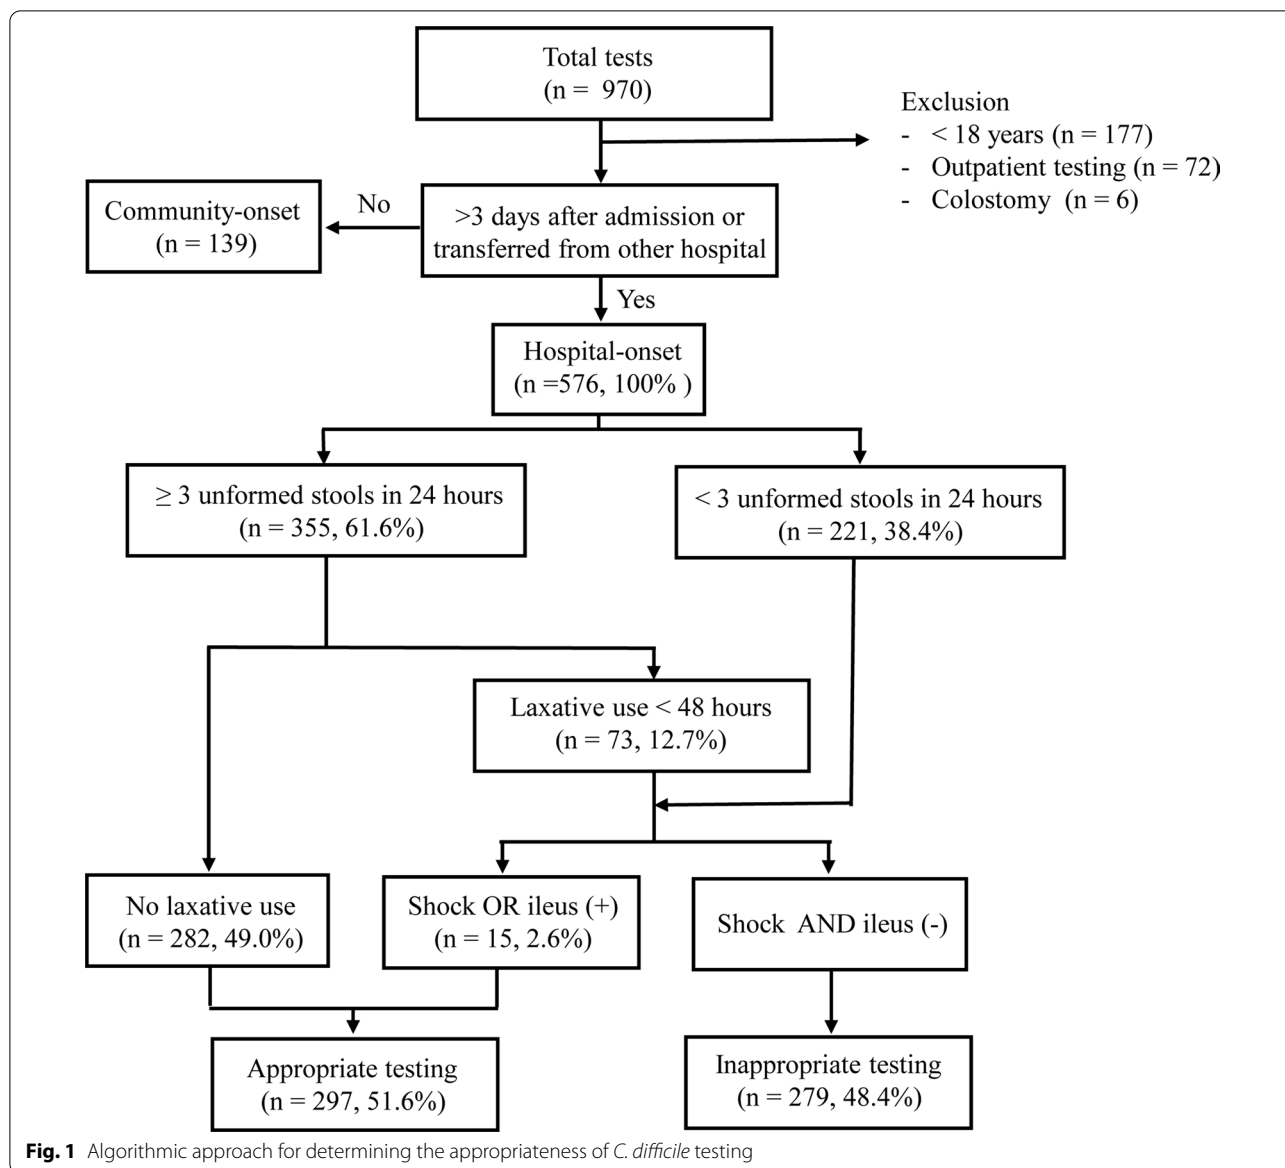 Total tests
(n = 970)
Exclusion
- < 18 years (n = 177)
- Outpatient testing (n = 72)
- Colostomy (n = 6)
Community-onset
(n = 139)
No
>3 days after admission or
transferred from other hospital
Yes
Hospital-onset
(n =576, 100% )
≥ 3 unformed stools in 24 hours
(n = 355, 61.6%)
< 3 unformed stools in 24 hours
(n = 221, 38.4%)
Laxative use < 48 hours
(n = 73, 12.7%)
No laxative use
(n = 282, 49.0%)
Shock OR ileus (+)
(n = 15, 2.6%)
Shock AND ileus (-)
Appropriate testing
(n = 297, 51.6%)
Inappropriate testing
(n = 279, 48.4%)
Fig. 1 Algorithmic approach for determining the appropriateness of C. difficile testing